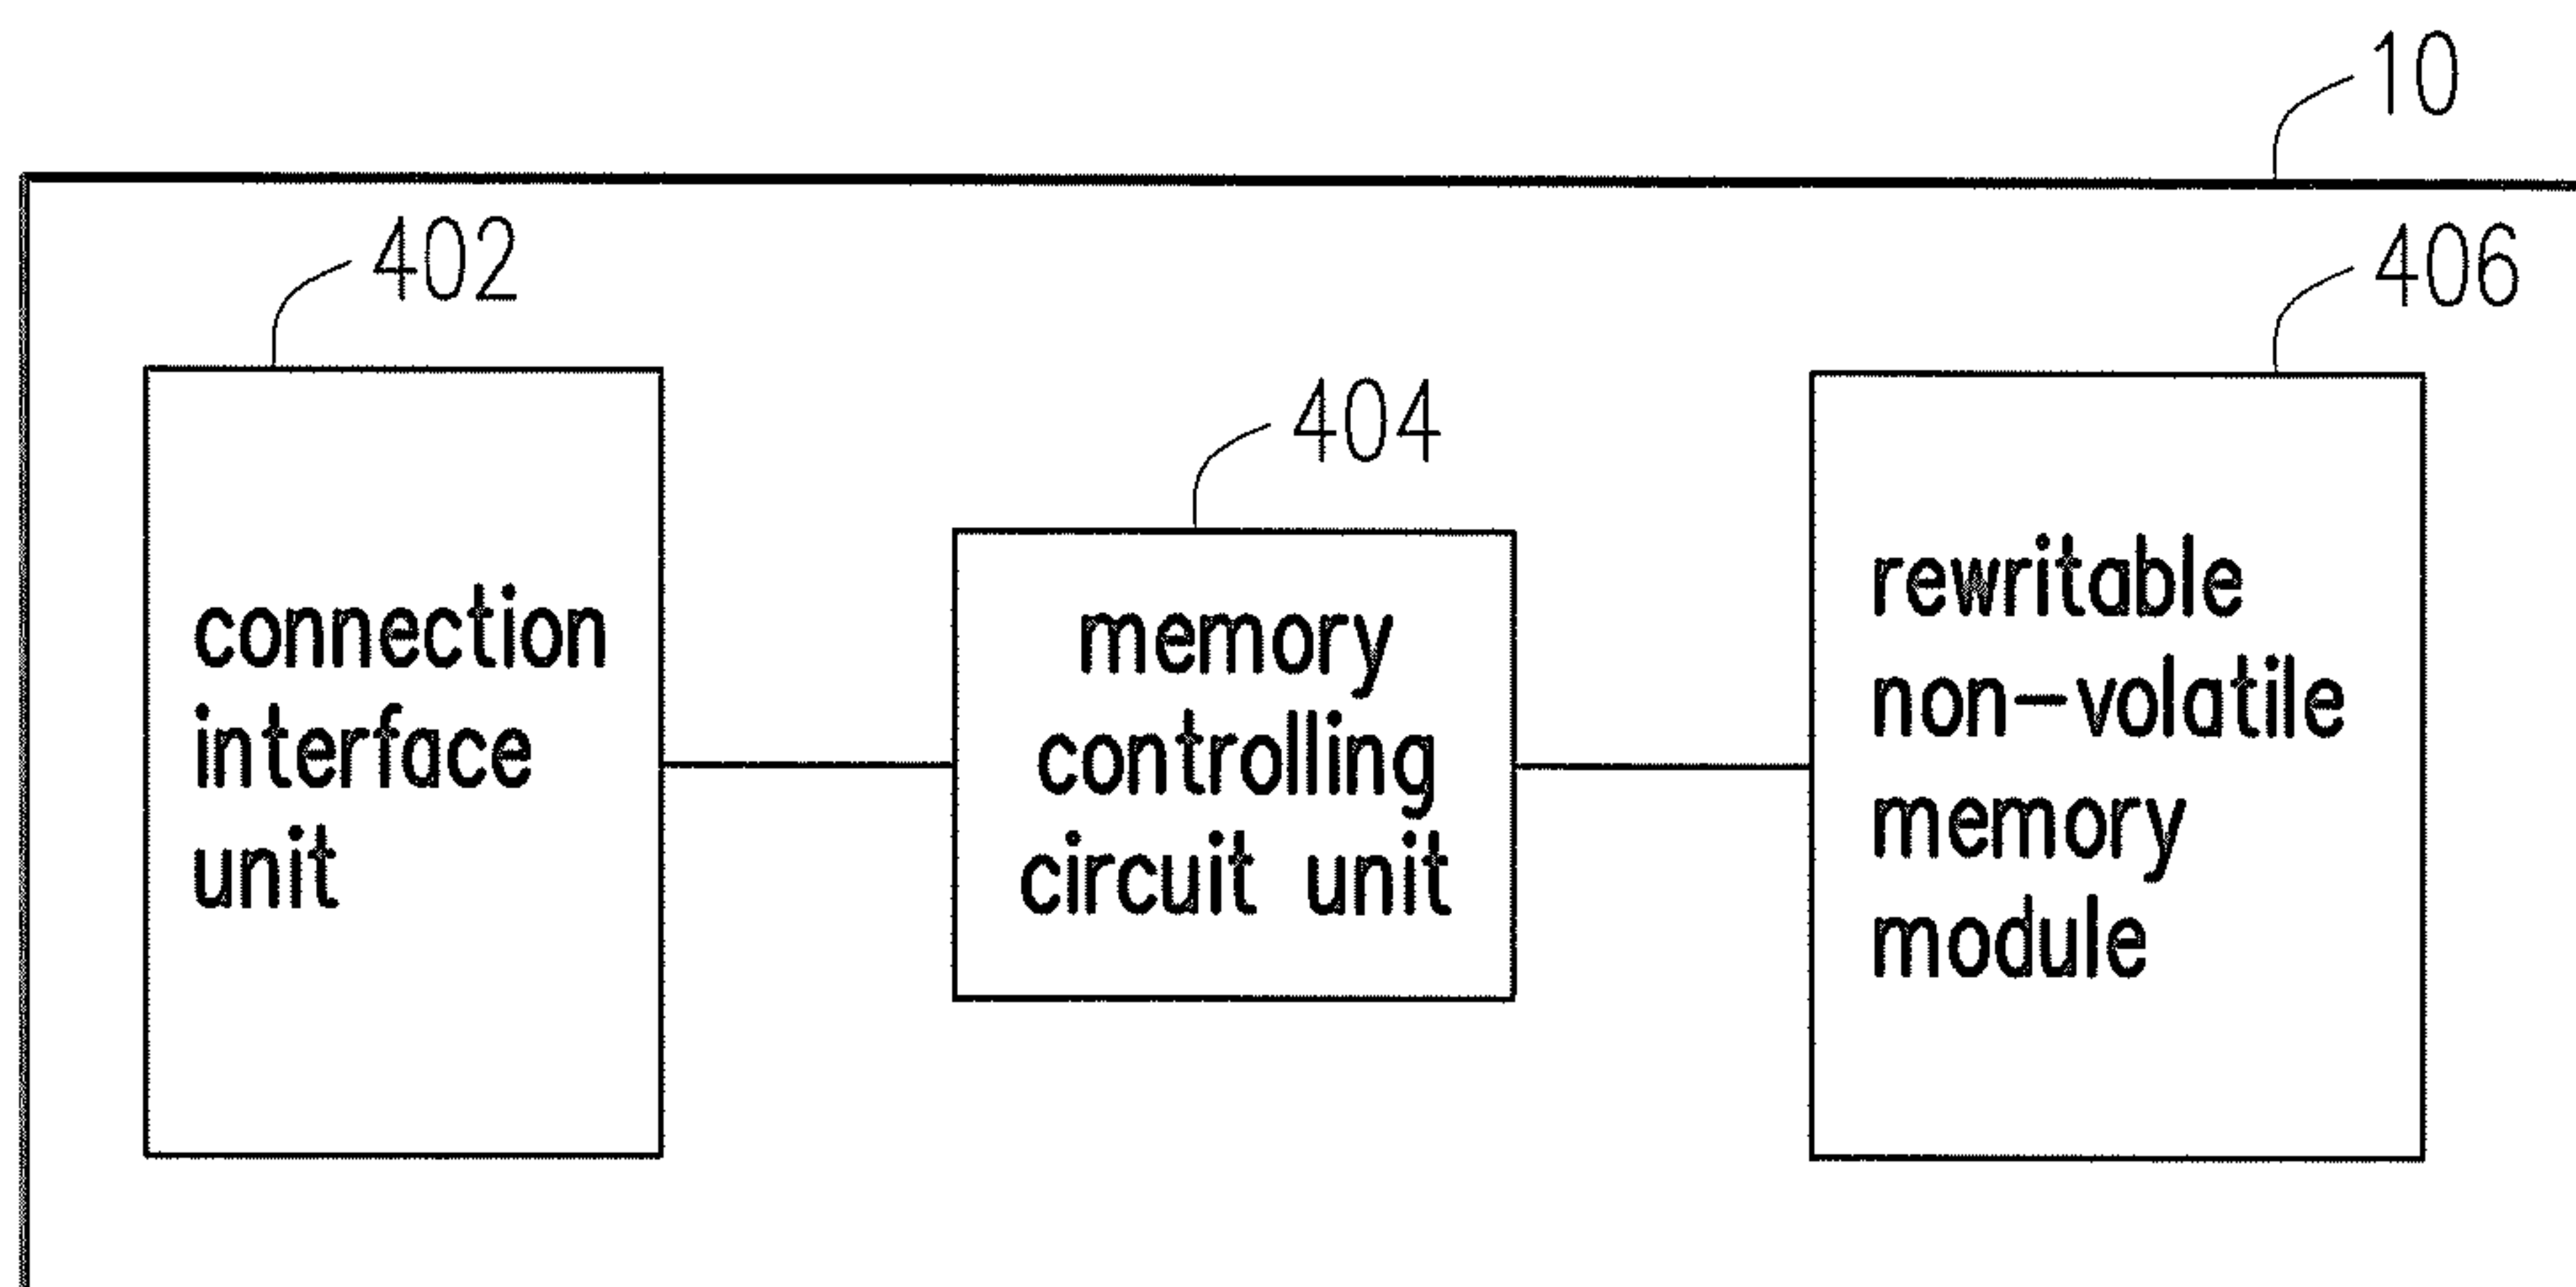 10
402
406
404
connection
interface
unit
memory
controlling
circuit unit
rewritable
non-volatile
memory
module